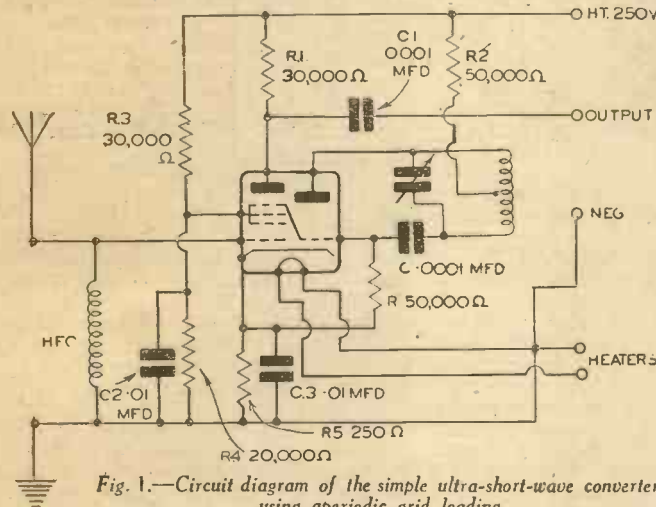 HT. 250V
C1
.0001
MFD
R1
30,000Ω
R2
50,000Ω
OUTPUT
R3
30,000
Ω
NEG
C .0001 MFD
R 50,000Ω
HFC
HEATERS
C2 .01
MFD
C.3 .01 MFD
R5 250Ω
R4 20,000Ω
Fig. 1.—Circuit diagram of the simple ultra-short-wave converter
using aperiodic grid loading